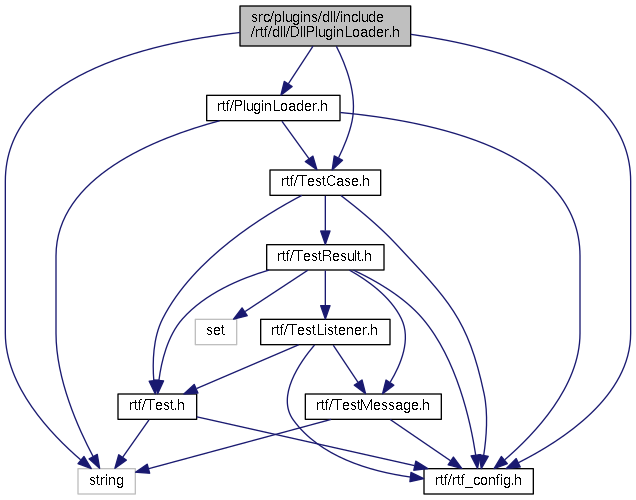 src/plugins/dll/include
/rtf/dll/DllPluginLoader.h
rtf/PluginLoader.h
rtf/TestCase.h
rtf/TestResult.h
set
rtf/TestListener.h
rtf/Test.h
rtf/TestMessage.h
string
rtf/rtf_config.h